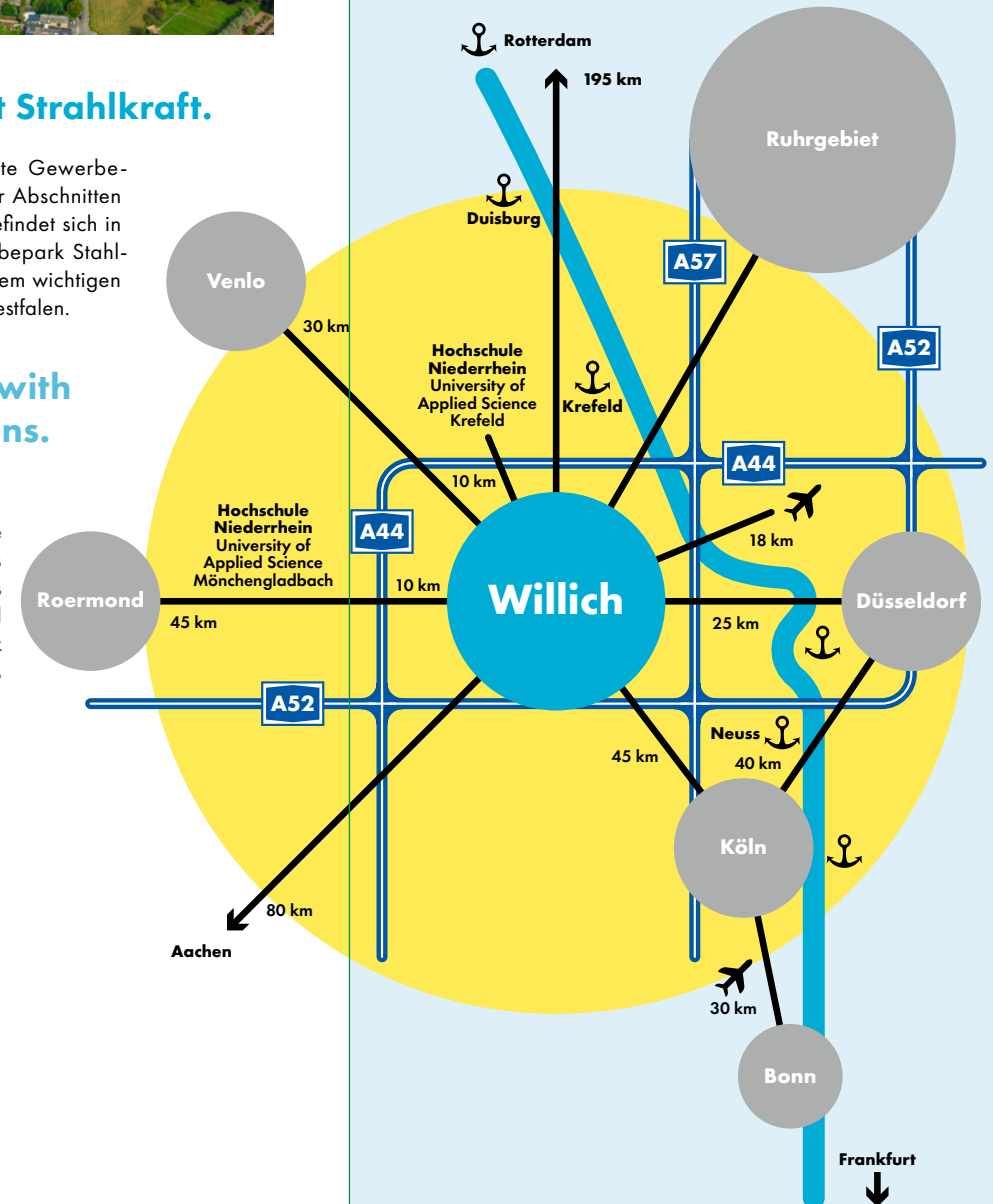 t Strahlkraft.
te Gewerbe-
r Abschnitten
efindet sich in
bepark Stahl-
em wichtigen
estfalen.
with
ns.
Rotterdam
195 km
Ruhrgebiet
Duisburg
A57
Venlo
30 km
A52
Hochschule
Niederrhein
University of
Applied Science
Krefeld
Krefeld
A44
10 km
Hochschule
Niederrhein
University of
Applied Science
Mönchengladbach
A44
18 km
10 km
Roermond
45 km
Willich
25 km
Düsseldorf
A52
Neuss
45 km
40 km
Köln
80 km
Aachen
30 km
Bonn
Frankfurt